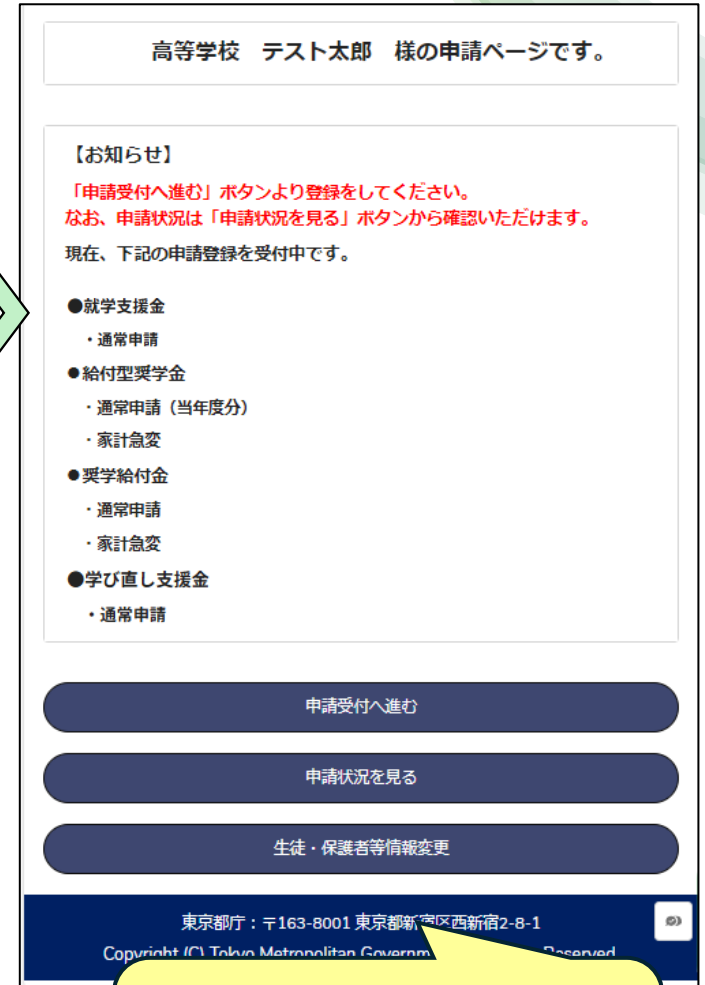 高等学校　テスト太郎　様の申請ページです。
【お知らせ】
「申請受付へ進む」ボタンより登録をしてください。
なお、申請状況は「申請状況を見る」ボタンから確認いただけます。
現在、下記の申請登録を受付中です。
●就学支援金
・通常申請
●給付型奨学金
・通常申請（当年度分）
・家計急変
●奨学給付金
・通常申請
・家計急変
●学び直し支援金
・通常申請
申請受付へ進む
申請状況を見る
生徒・保護者等情報変更
東京都庁：〒163-8001 東京都新宿区西新宿2-8-1
Copyright (C) Tokyo Metropolitan